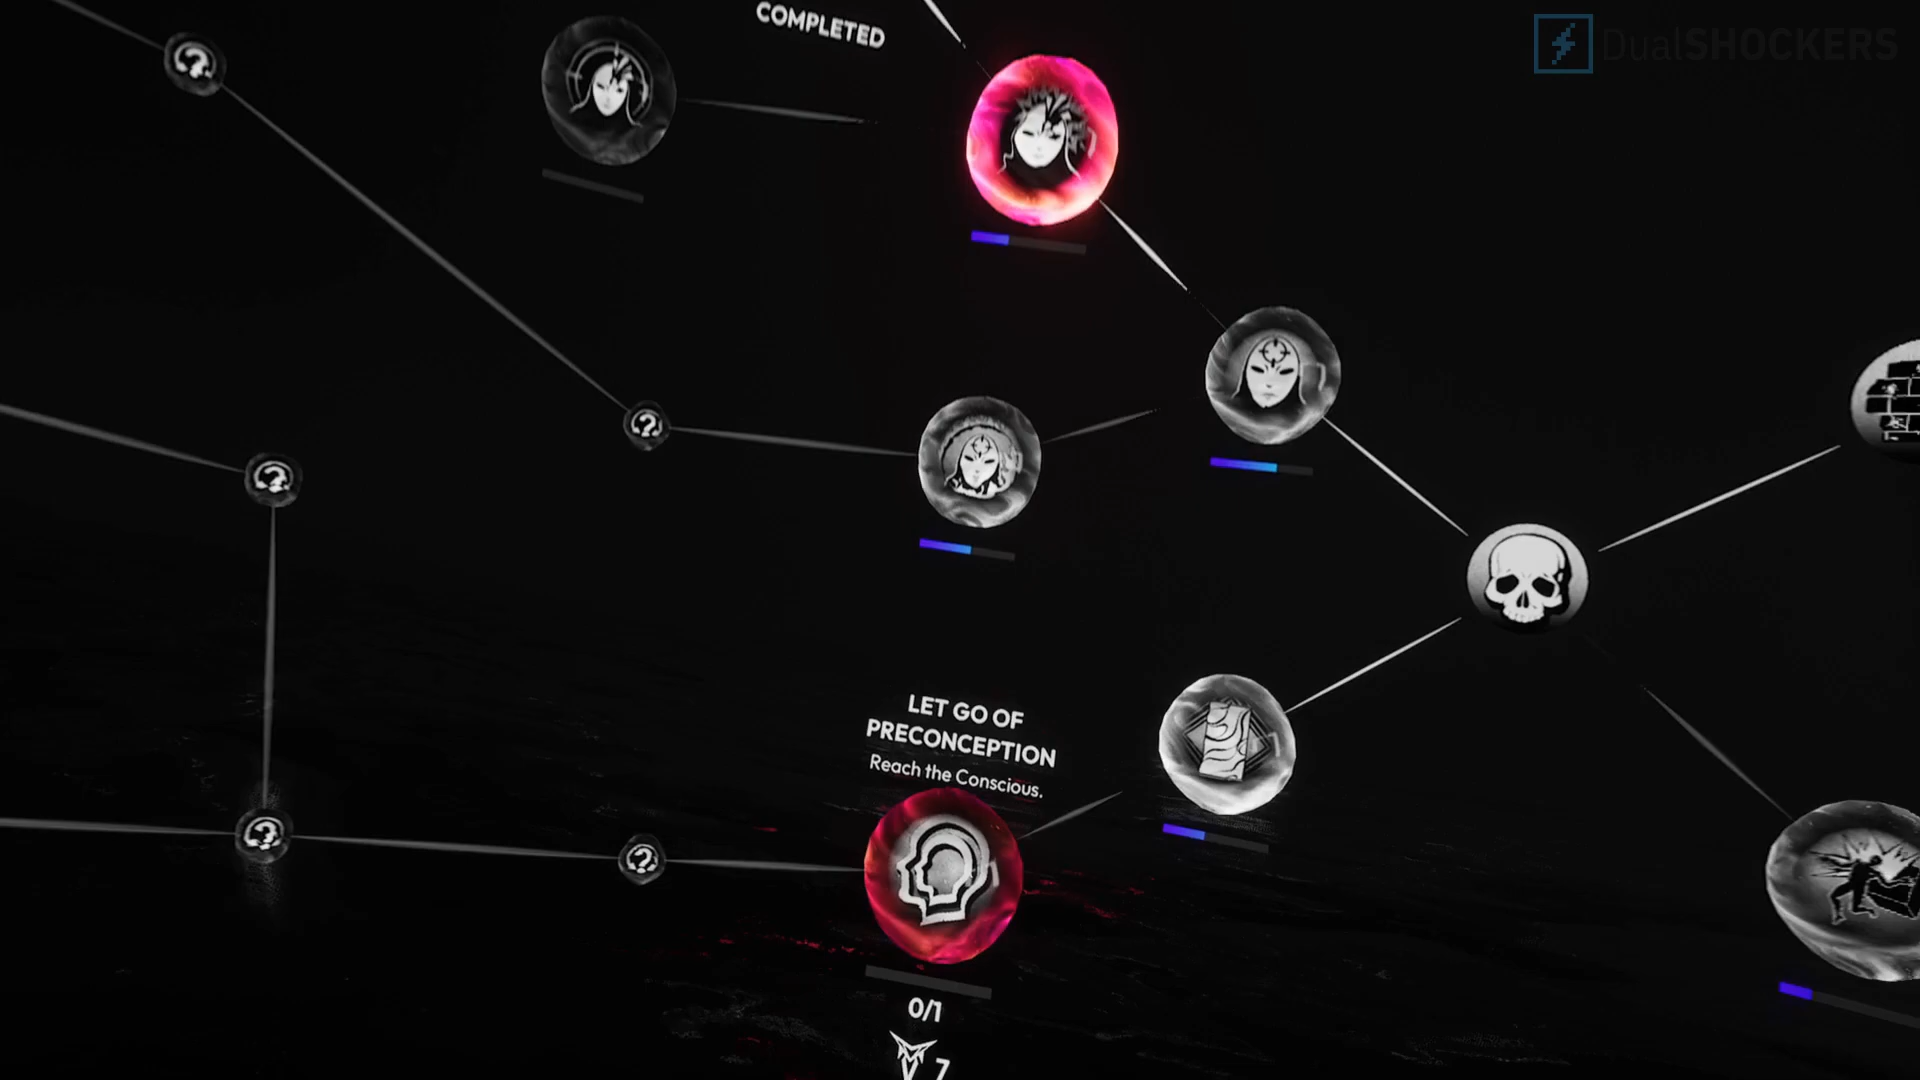 COMPLETED
DualSHOCKERS
LET GO OF
PRECONCEPTION
Reach the Conscious.
0/1
7